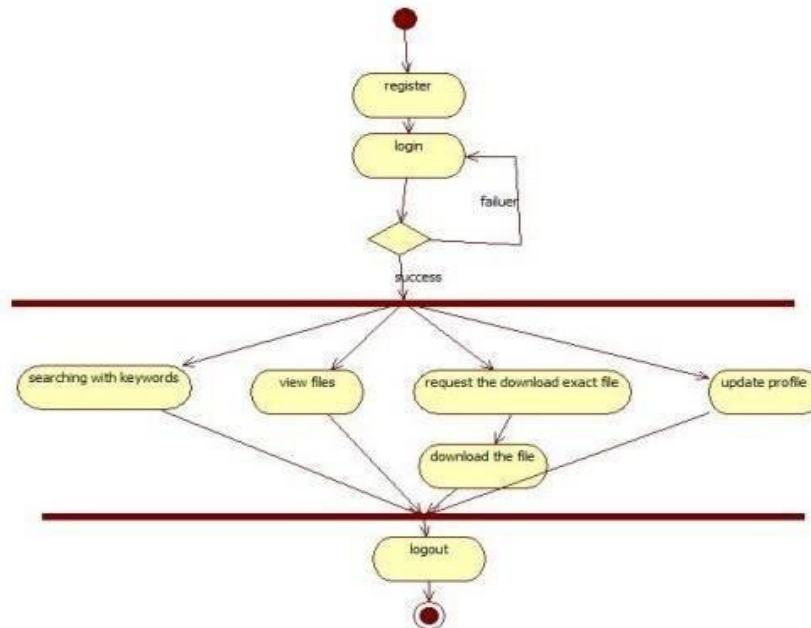 register
login
failuer
success
searching with keywords
view files
request the download exact file
update profile
download the file
logout